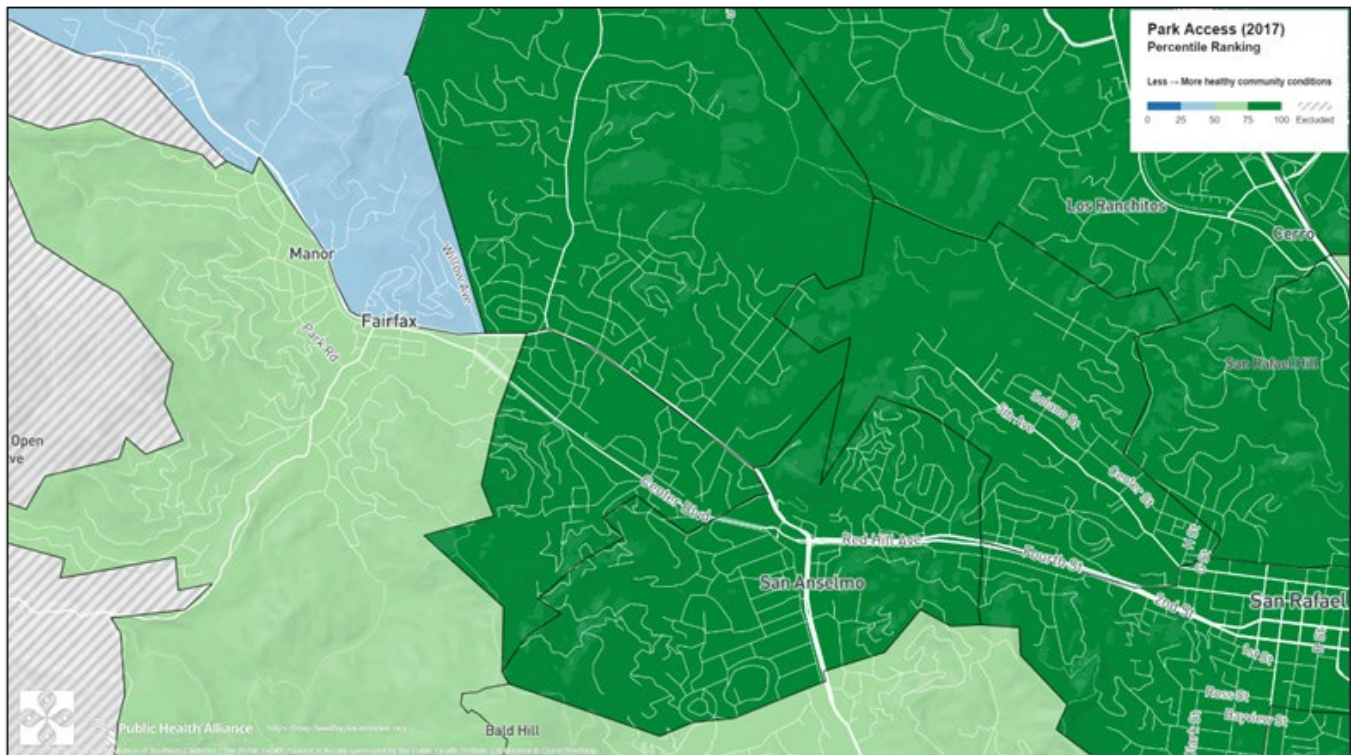 Park Access (2017)
Percentile Ranking
Less → More healthy community conditions
0 25 50 75 100 Excluded
Los Ranchitos
Cerro
Willow Ave
Manor
Fairfax
Park Rd
San Rafael Hill
Open
ve
Solano St
5th Ave
Center St
Center Blvd
H St
Red Hill Ave
Fourth St
San Anselmo
2nd St
San Rafael
1st St
Ross St
Bayview St
Bald Hill
Public Health Alliance